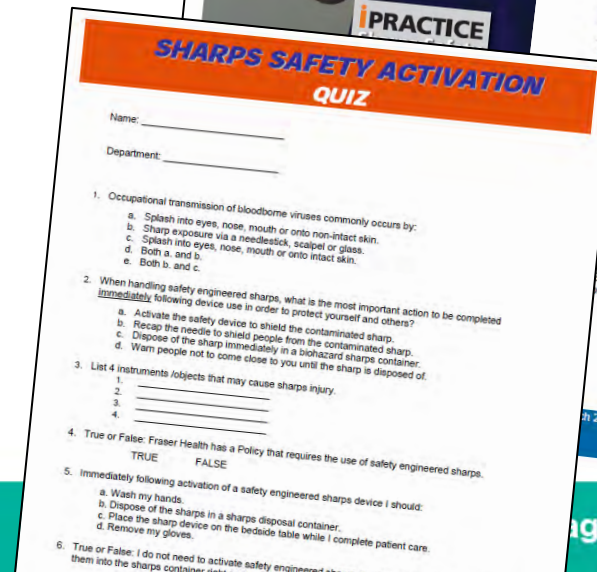 iPRACTICE
SHARPS SAFETY ACTIVATION
QUIZ
Name:
Department:
1. Occupational transmission of bloodborne viruses commonly occurs by:
a. Splash into eyes, nose, mouth or onto non-intact skin.
b. Sharp exposure via a needlestick, scalpel or glass.
c. Splash into eyes, nose, mouth or onto intact skin.
d. Both a. and b.
e. Both b. and c.
2. When handling safety engineered sharps, what is the most important action to be completed
immediately following device use in order to protect yourself and others?
a. Activate the safety device to shield the contaminated sharp.
b. Recap the needle to shield people from the contaminated sharp.
c. Dispose of the sharp immediately in a biohazard sharps container.
d. Warn people not to come close to you until the sharp is disposed of.
3. List 4 instruments /objects that may cause sharps injury.
1.
2.
3.
4.
4. True or False: Fraser Health has a Policy that requires the use of safety engineered sharps.
TRUE FALSE
5. Immediately following activation of a safety engineered sharps device I should:
a. Wash my hands.
b. Dispose of the sharps in a sharps disposal container.
c. Place the sharp device on the bedside table while I complete patient care.
d. Remove my gloves.
6. True or False: I do not need to activate safety engineered
them into the sharps container